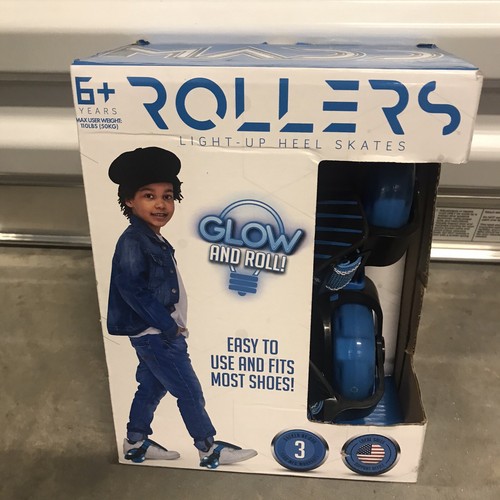 6+
YEARS
MAX USER WEIGHT:
110LBS (50KG)
ROLLERS
LIGHT-UP HEEL SKATES
GLOW
AND ROLL!
EASY TO
USE AND FITS
MOST SHOES!
3